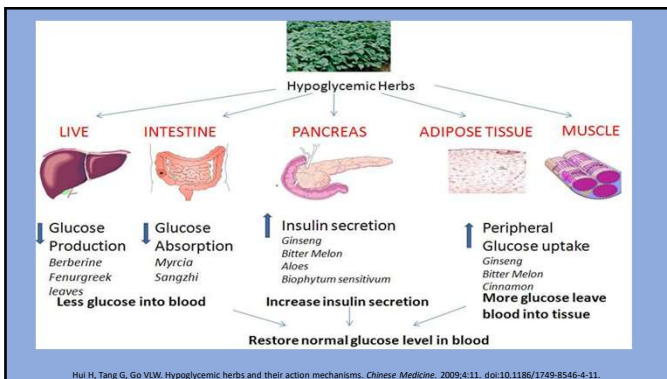 Hypoglycemic Herbs
LIVE
INTESTINE
PANCREAS
ADIPOSE TISSUE
MUSCLE
Glucose
Production
Berberine
Fenurgreek
leaves
Glucose
Absorption
Myrcia
Sangzhi
Insulin secretion
Ginseng
Bitter Melon
Aloes
Biophytum sensitivum
Peripheral
Glucose uptake
Ginseng
Bitter Melon
Cinnamon
Less glucose into blood
Increase insulin secretion
More glucose leave
blood into tissue
Restore normal glucose level in blood
Hui H, Tang G, Go VLW. Hypoglycemic herbs and their action mechanisms. Chinese Medicine. 2009;4:11. doi:10.1186/1749-8546-4-11.